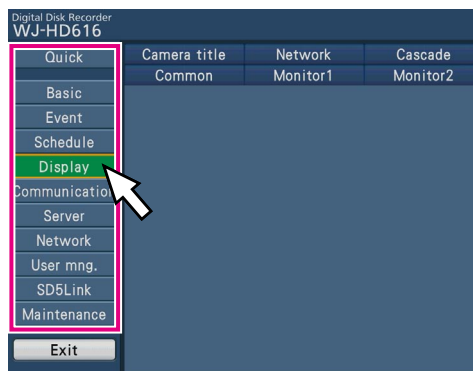 Digital Disk Recorder
WJ-HD616
Quick
Camera title Network Cascade
Common Monitor1 Monitor2
Basic
Event
Schedule
Display
Communication
Server
Network
User mng.
SD5Link
Maintenance
Exit